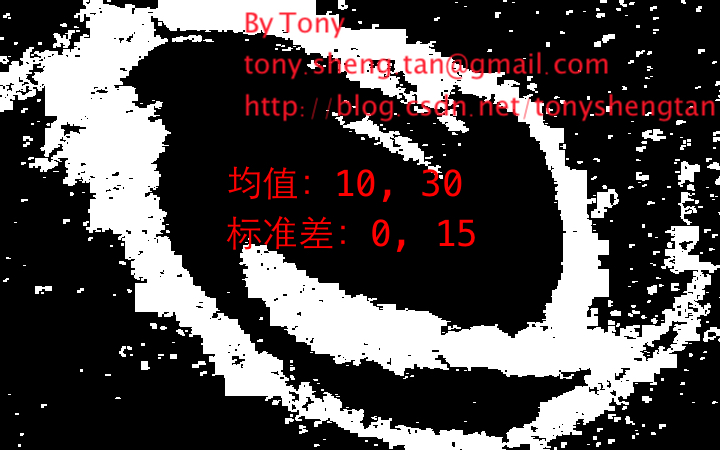 By Tony
tony.sheng.tan@gmail.com
http://blog.csdn.net/tonyshengtan
均值：10, 30
标准差：0, 15